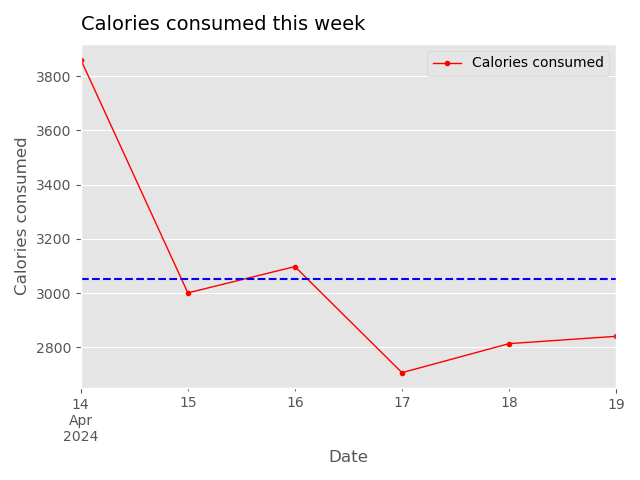 Calories consumed this week
Calories consumed
3800
3600
3400
3200
3000
2800
Calories consumed
14
Apr
2024
15
16
17
18
19
Date